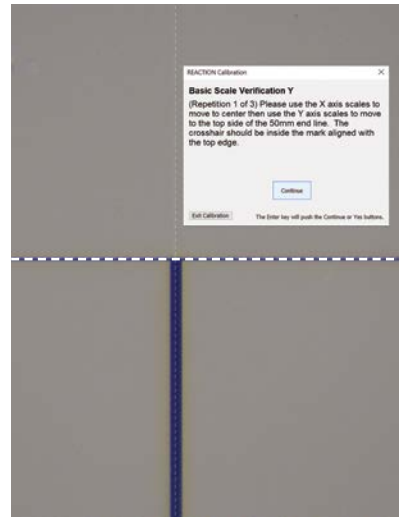 REACTION Calibration
Basic Scale Verification Y
(Repetition 1 of 3) Please use the X axis scales to
move to center then use the Y axis scales to move
to the top side of the 50mm end line. The
crosshair should be inside the mark aligned with
the top edge.
Continue
Exit Calibration
The Enter key will push the Continue or Yes buttons.